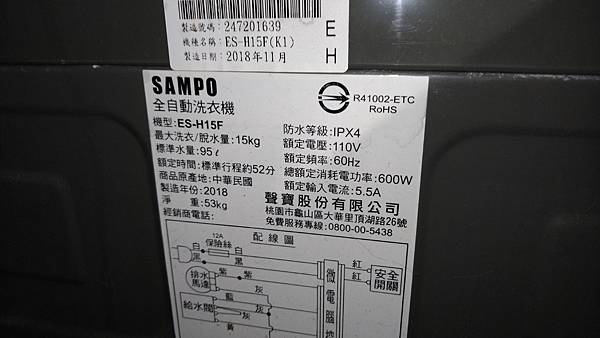 製造號碼：247201639
機種名稱：ES-H15F(K1)
製造日期：2018年11月
E
H
SAMPO
全自動洗衣機
機型：ES-H15F
最大洗衣/脫水量：15kg
標準水量：95ℓ
額定時間：標準行程約52分
商品原產地：中華民國
製造年份：2018
淨 重：53kg
經銷商電話：
R41002-ETC
RoHS
防水等級：IPX4
額定電壓：110V
額定頻率：60Hz
總額定消耗電功率：600W
額定輸入電流：5.5A
聲寶股份有限公司
桃園市龜山區大華里頂湖路26號
免費服務專線：0800-00-5438
配線圖
12A
白 保險絲 白
黑 黑
排水馬達
紫 紫
灰
給水閥
藍
灰
黃
微電腦
紅
紅
安全開關